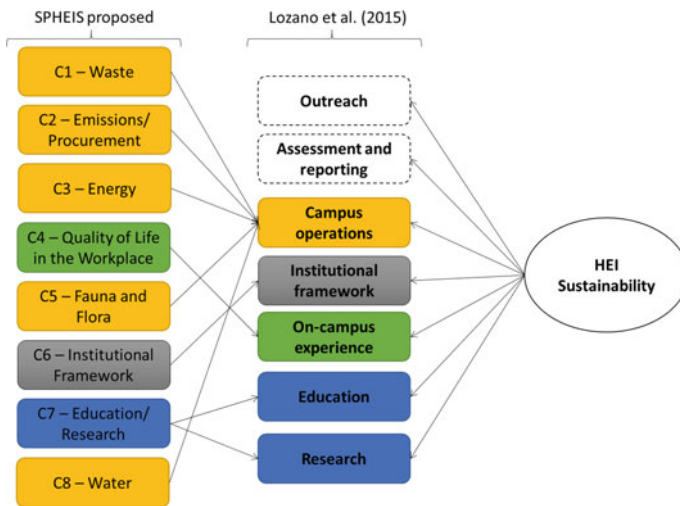 SPHEIS proposed
Lozano et al. (2015)
C1 – Waste
C2 – Emissions/
Procurement
C3 – Energy
C4 – Quality of Life
in the Workplace
C5 – Fauna and
Flora
C6 – Institutional
Framework
C7 – Education/
Research
C8 – Water
Outreach
Assessment and
reporting
Campus
operations
Institutional
framework
On-campus
experience
Education
Research
HEI
Sustainability